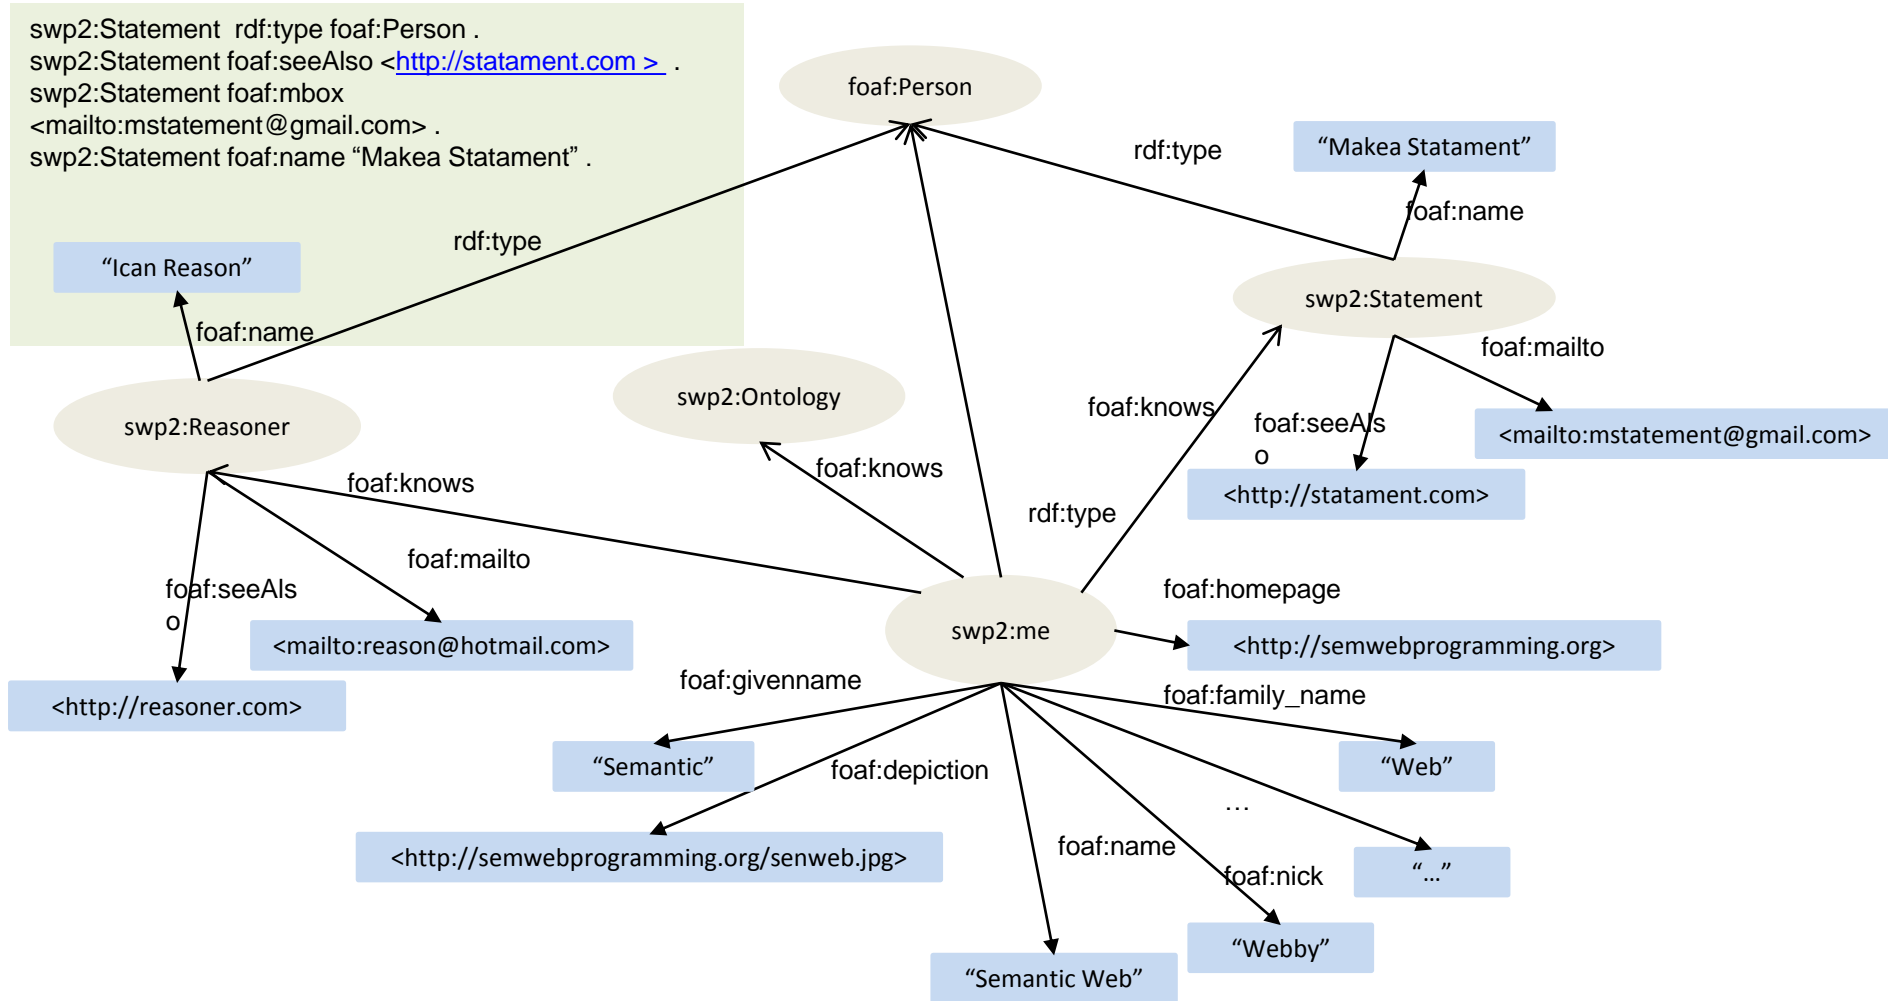 swp2:Statement  rdf:type foaf:Person .
swp2:Statement foaf:seeAlso <http://statament.com >  .
swp2:Statement foaf:mbox
<mailto:mstatement@gmail.com> .
swp2:Statement foaf:name “Makea Statament” .
foaf:Person
rdf:type
“Makea Statament”
foaf:name
rdf:type
“Ican Reason”
foaf:name
swp2:Statement
foaf:mailto
swp2:Ontology
foaf:knows
swp2:Reasoner
foaf:seeAls
o
<mailto:mstatement@gmail.com>
foaf:knows
foaf:knows
<http://statament.com>
rdf:type
foaf:mailto
foaf:seeAls
o
foaf:homepage
<mailto:reason@hotmail.com>
swp2:me
<http://semwebprogramming.org>
<http://reasoner.com>
foaf:givenname
foaf:family_name
“Semantic”
foaf:depiction
“Web”
…
<http://semwebprogramming.org/senweb.jpg>
foaf:name
foaf:nick
“…”
“Webby”
“Semantic Web”